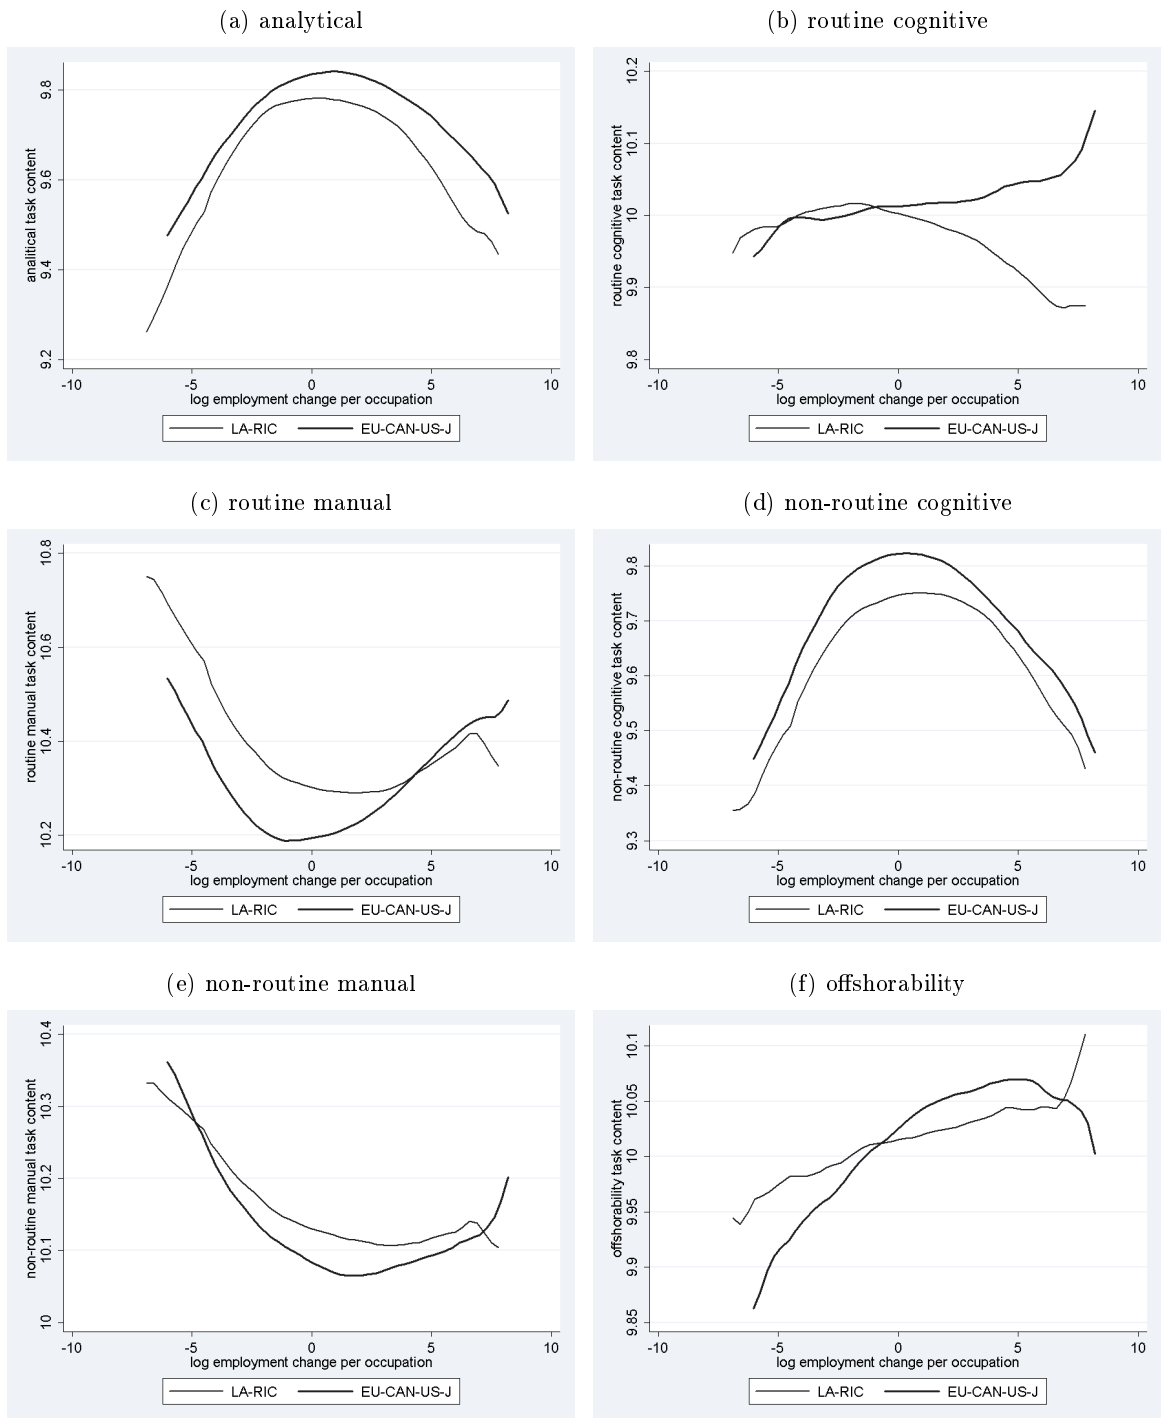 (a) analytical
(b) routine cognitive
analitical task content
9.2 9.4 9.6 9.8
-10 -5 0 5 10
log employment change per occupation
LA-RIC EU-CAN-US-J
routine cognitive task content
9.8 9.9 10 10.1 10.2
-10 -5 0 5 10
log employment change per occupation
LA-RIC EU-CAN-US-J
(c) routine manual
(d) non-routine cognitive
routine manual task content
10.2 10.4 10.6 10.8
-10 -5 0 5 10
log employment change per occupation
LA-RIC EU-CAN-US-J
non-routine cognitive task content
9.3 9.4 9.5 9.6 9.7 9.8
-10 -5 0 5 10
log employment change per occupation
LA-RIC EU-CAN-US-J
(e) non-routine manual
(f) offshorability
non-routine manual task content
10 10.1 10.2 10.3 10.4
-10 -5 0 5 10
log employment change per occupation
LA-RIC EU-CAN-US-J
offshorability task content
9.85 9.9 9.95 10 10.05 10.1
-10 -5 0 5 10
log employment change per occupation
LA-RIC EU-CAN-US-J